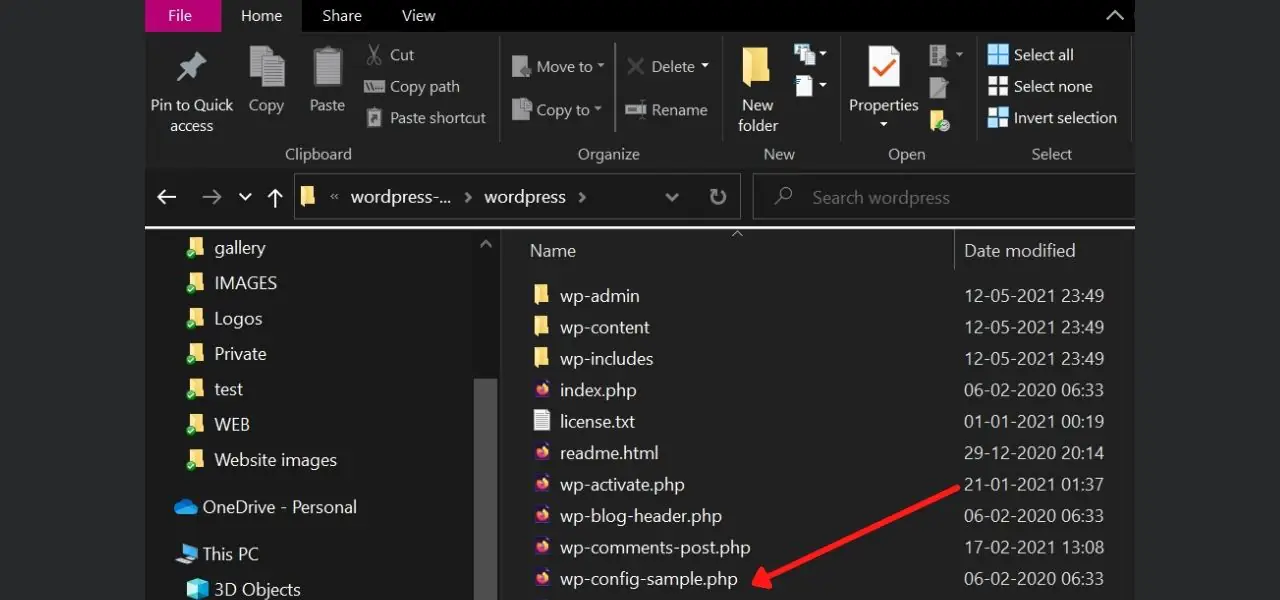 File Home Share View
Pin to Quick access
Copy
Paste
Cut
Copy path
Paste shortcut
Clipboard
Move to
Copy to
Delete
Rename
Organize
New folder
New
Properties
Open
Select all
Select none
Invert selection
Select
« wordpress-... > wordpress >
Search wordpress
gallery
IMAGES
Logos
Private
test
WEB
Website images
OneDrive - Personal
This PC
3D Objects
Name Date modified
wp-admin 12-05-2021 23:49
wp-content 12-05-2021 23:49
wp-includes 12-05-2021 23:49
index.php 06-02-2020 06:33
license.txt 01-01-2021 00:19
readme.html 29-12-2020 20:14
wp-activate.php 21-01-2021 01:37
wp-blog-header.php 06-02-2020 06:33
wp-comments-post.php 17-02-2021 13:08
wp-config-sample.php 06-02-2020 06:33